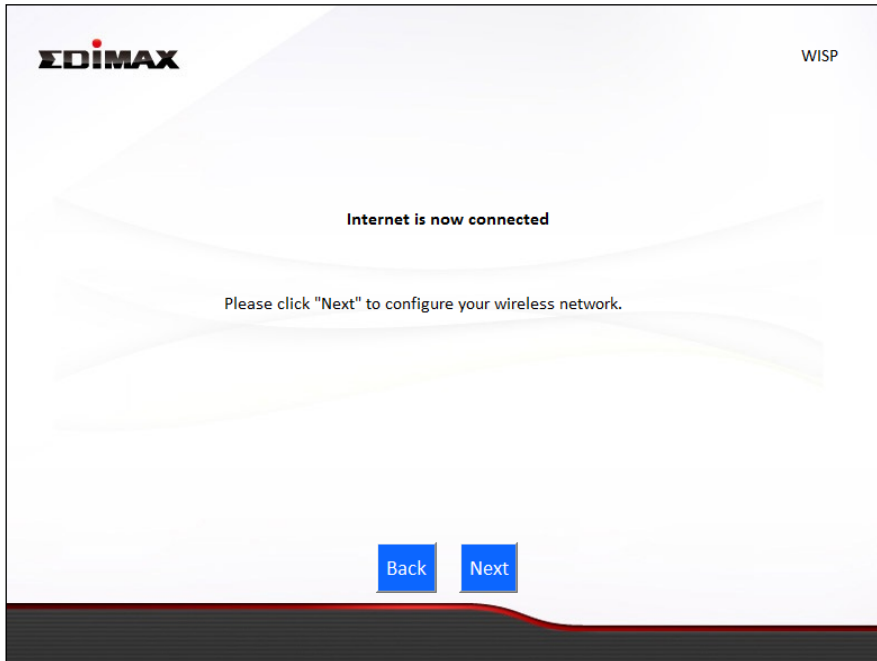 EDIMAX
WISP
Internet is now connected
Please click "Next" to configure your wireless network.
Back
Next